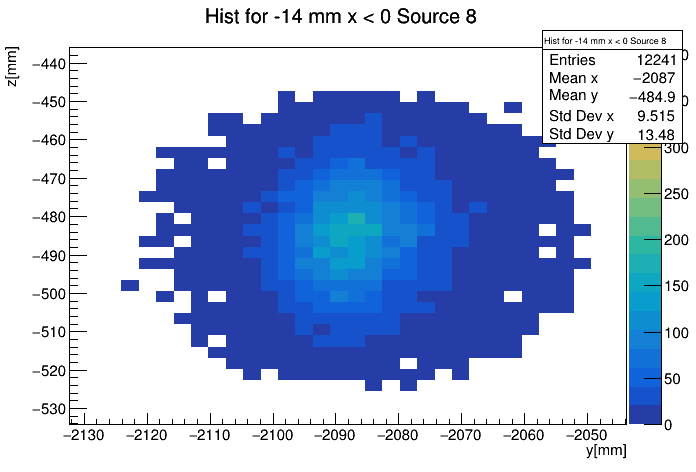 Hist for -14 mm x < 0 Source 8
z[mm]
Hist for -14 mm x < 0 Source 8
Entries 12241
Mean x −2087
Mean y −484.9
Std Dev x 9.515
Std Dev y 13.48
−440
−450
−460
−470
−480
−490
−500
−510
−520
−530
0
0
300
250
200
150
100
50
0
−2130 −2120 −2110 −2100 −2090 −2080 −2070 −2060 −2050
y[mm]